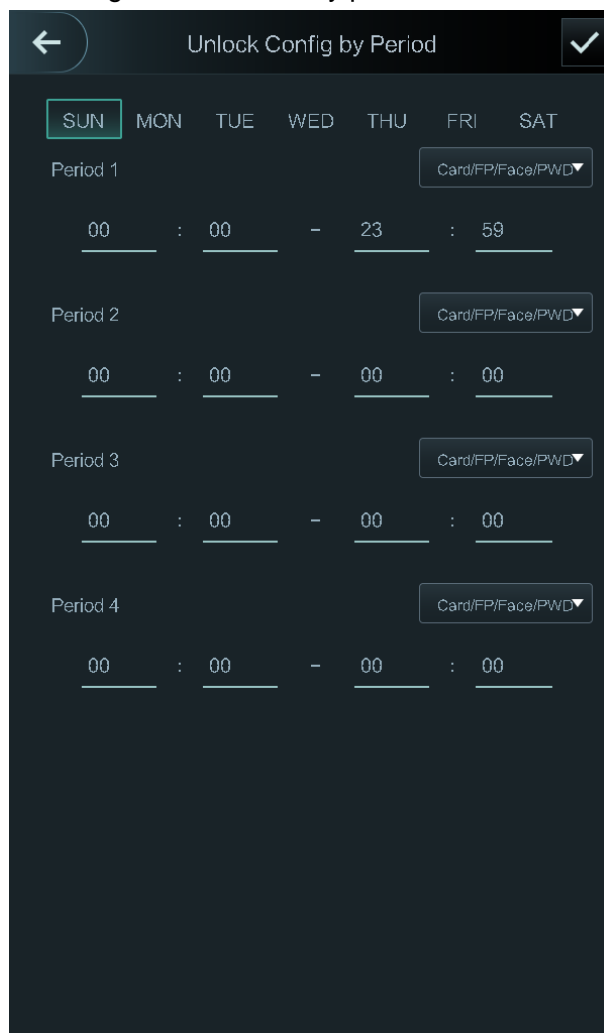 Unlock Config by Period
SUN MON TUE WED THU FRI SAT
Period 1 Card/FP/Face/PWD
00 : 00 – 23 : 59
Period 2 Card/FP/Face/PWD
00 : 00 – 00 : 00
Period 3 Card/FP/Face/PWD
00 : 00 – 00 : 00
Period 4 Card/FP/Face/PWD
00 : 00 – 00 : 00